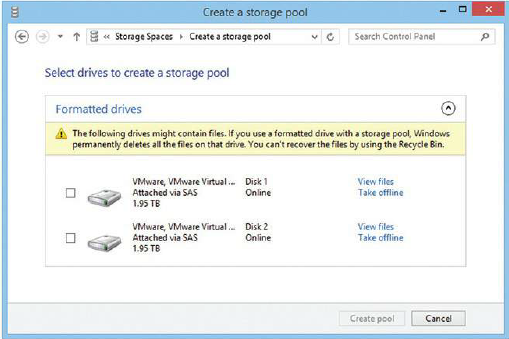 Create a storage pool
« Storage Spaces Create a storage pool
Search Control Panel
Select drives to create a storage pool
Formatted drives
The following drives might contain files. If you use a formatted drive with a storage pool, Windows
permanently deletes all the files on that drive. You can't recover the files by using the Recycle Bin.
VMware, VMware Virtual ... Disk 1 View files
Attached via SAS Online Take offline
1.95 TB
VMware, VMware Virtual ... Disk 2 View files
Attached via SAS Online Take offline
1.95 TB
Create pool Cancel